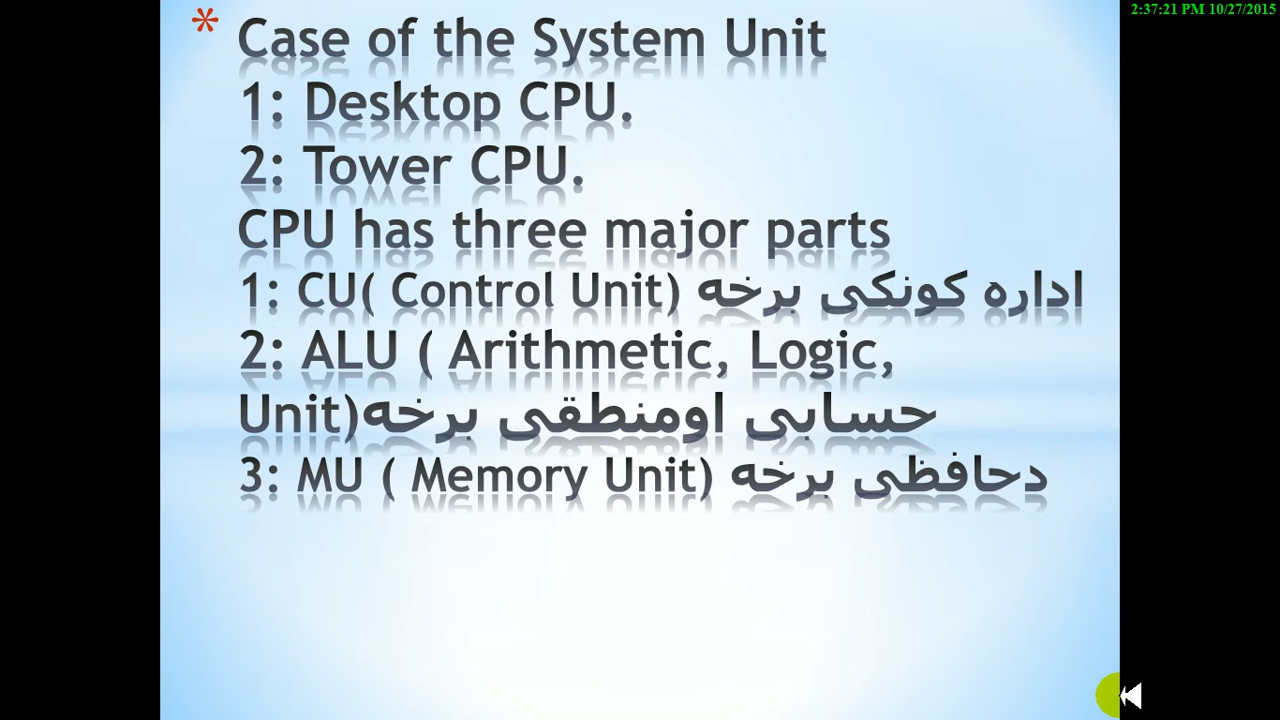 2:37:21 PM 10/27/2015
* Case of the System Unit
1: Desktop CPU.
2: Tower CPU.
CPU has three major parts
1: CU( Control Unit) اداره کونکی برخه
2: ALU ( Arithmetic, Logic,
Unit)حسابی اومنطقی برخه
3: MU ( Memory Unit) دحافظی برخه